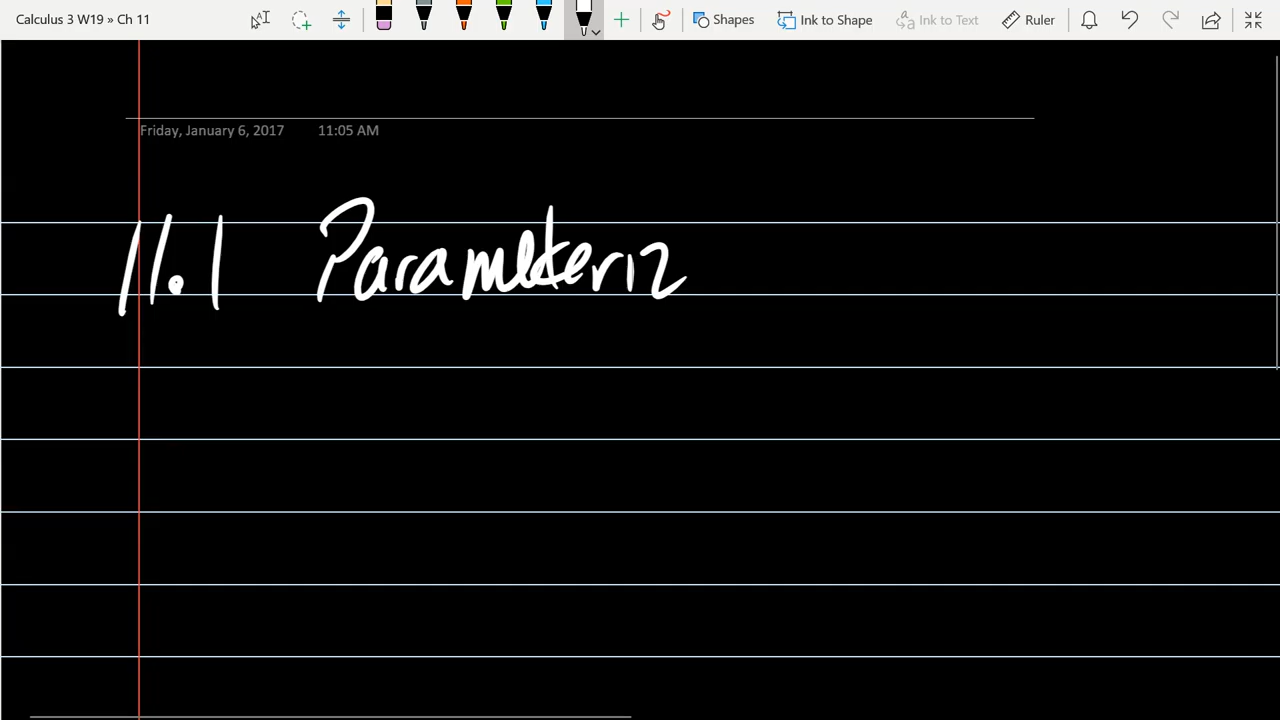 Calculus 3 W19 » Ch 11
Shapes
Ink to Shape
Ink to Text
Ruler
Friday, January 6, 2017 11:05 AM
11.1 Parameteriz